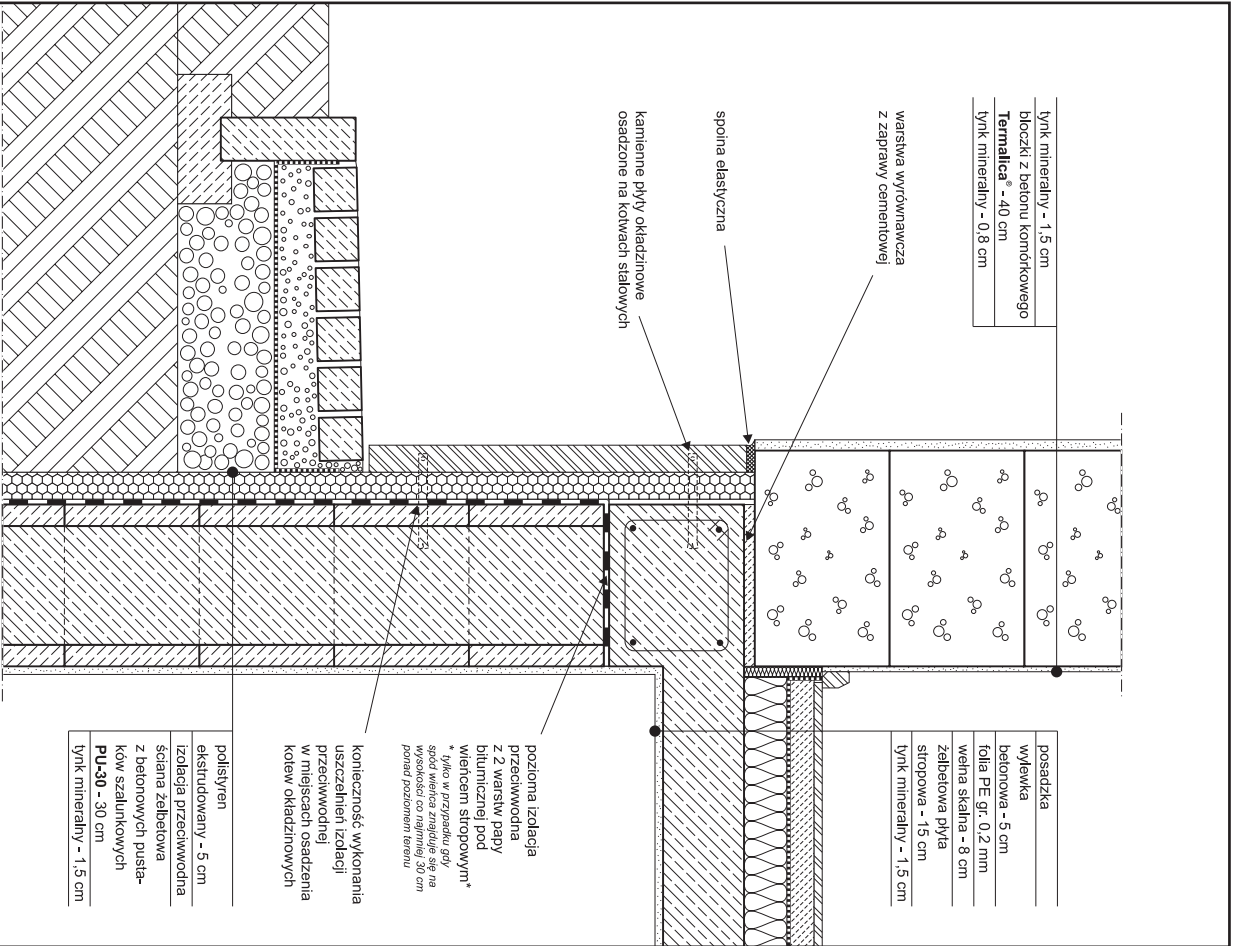 tynk mineralny - 1,5 cm
bloczki z betonu komórkowego
Termalica® - 40 cm
tynk mineralny - 0,8 cm
warstwa wyrównawcza
z zaprawy cementowej
spoina elastyczna
kamienne płyty okładzinowe
osadzone na kotwach stalowych
posadzka
wylewka
betonowa - 5 cm
folia PE gr. 0,2 mm
wełna skalna - 8 cm
żelbetowa płyta
stropowa - 15 cm
tynk mineralny - 1,5 cm
pozioma izolacja
przeciwwodna
z 2 warstw papy
bitumicznej pod
wieńcem stropowym*
* tylko w przypadku gdy
spód wieńca znajduje się na
wysokości co najmniej 30 cm
ponad poziomem terenu
konieczność wykonania
uszczelnień izolacji
przeciwwodnej
w miejscach osadzenia
kotew okładzinowych
polistyren
ekstrudowany - 5 cm
izolacja przeciwwodna
ściana żelbetowa
z betonowych pusta-
ków szalunkowych
PU-30 - 30 cm
tynk mineralny - 1,5 cm